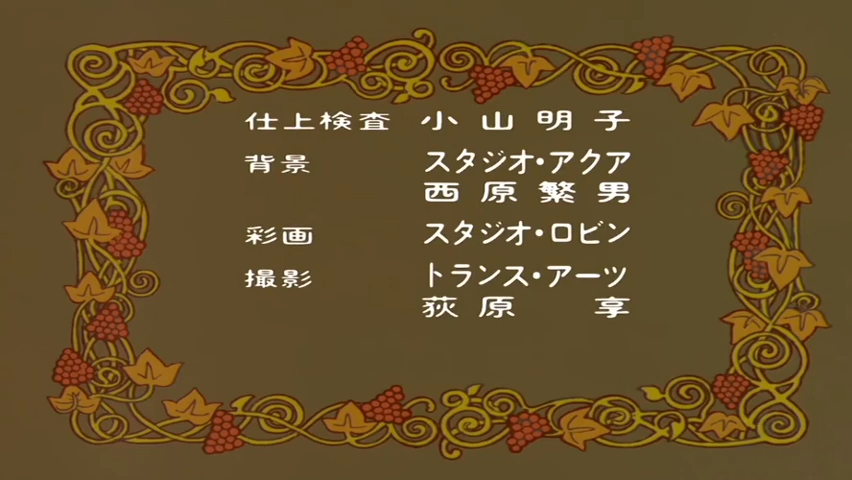 仕上検査 小山明子
背景 スタジオ・アクア
西原繁男
彩画 スタジオ・ロビン
撮影 トランス・アーツ
荻原 享